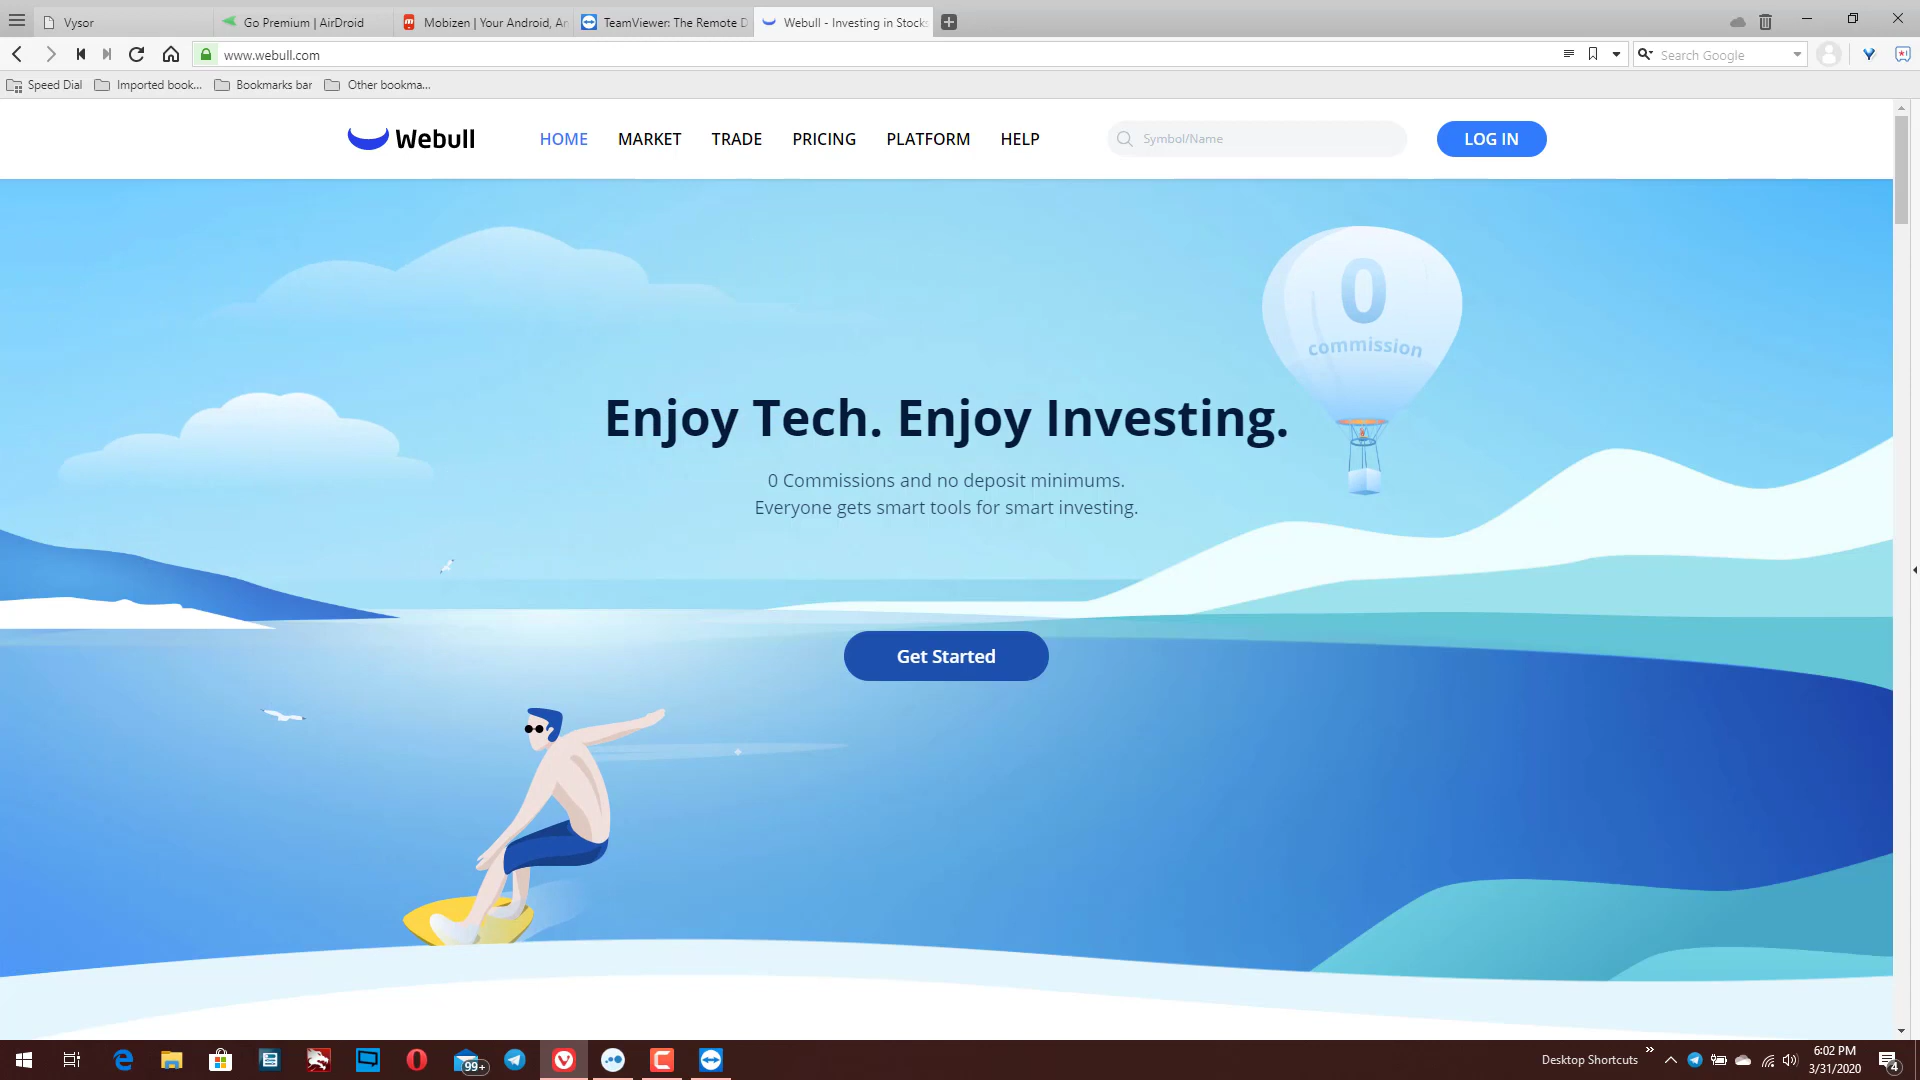 Vysor
Go Premium | AirDroid
Mobizen | Your Android, An
TeamViewer: The Remote D
Webull - Investing in Stocks
www.webull.com
Search Google
Speed Dial
Imported book...
Bookmarks bar
Other bookma...
Webull
HOME
MARKET
TRADE
PRICING
PLATFORM
HELP
Symbol/Name
LOG IN
0
commission
Enjoy Tech. Enjoy Investing.
0 Commissions and no deposit minimums.
Everyone gets smart tools for smart investing.
Get Started
99+
Desktop Shortcuts
6:02 PM
3/31/2020
4